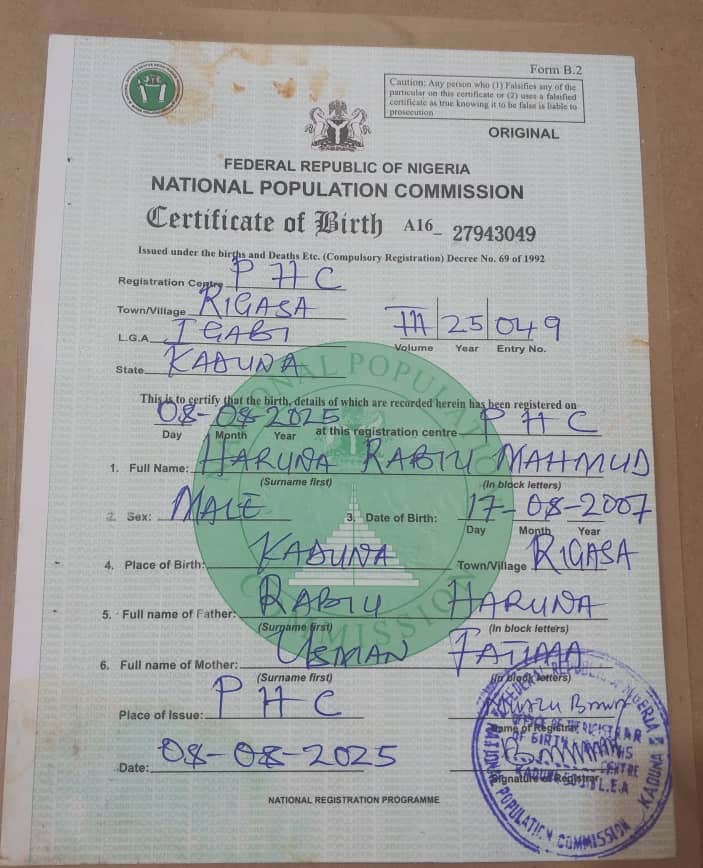 Form B.2
Caution: Any person who (1) Falsifies any of the
particular on this certificate or (2) uses a falsified
certificate as true knowing it to be false is liable to
prosecution
ORIGINAL
FEDERAL REPUBLIC OF NIGERIA
NATIONAL POPULATION COMMISSION
Certificate of Birth A16_ 27943049
Issued under the births and Deaths Etc. (Compulsory Registration) Decree No. 69 of 1992
Registration Centre PHC
Town/Village RIGASA
L.G.A IGABI
25 049
Volume Year Entry No.
State KADUNA
This is to certify that the birth, details of which are recorded herein has been registered on
08-08-2025 at this registration centre PHC
Day Month Year
1. Full Name: HARUNA RABIU MAHMUD
(Surname first) (In block letters)
2. Sex: MALE 3. Date of Birth: 17-08-2007
Day Month Year
4. Place of Birth: KADUNA Town/Village RIGASA
5. Full name of Father: RABIU HARUNA
(Surname first) (In block letters)
6. Full name of Mother: USMAN FATIMA
(Surname first) (In block letters)
Place of Issue: PHC
Name of Registrar
Date: 08-08-2025
Signature of Registrar
NATIONAL REGISTRATION PROGRAMME
NATIONAL POPULATION COMMISSION